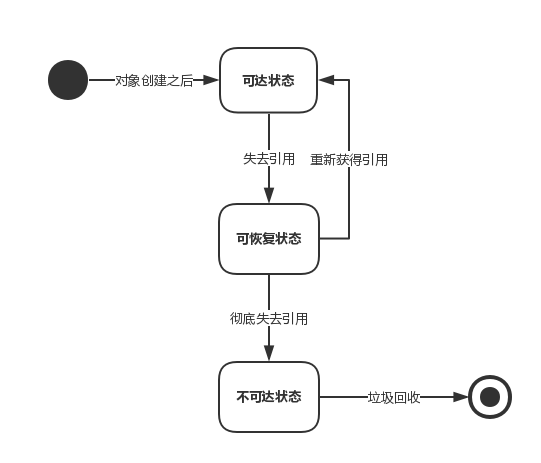 对象创建之后
可达状态
失去引用
重新获得引用
可恢复状态
彻底失去引用
不可达状态
垃圾回收